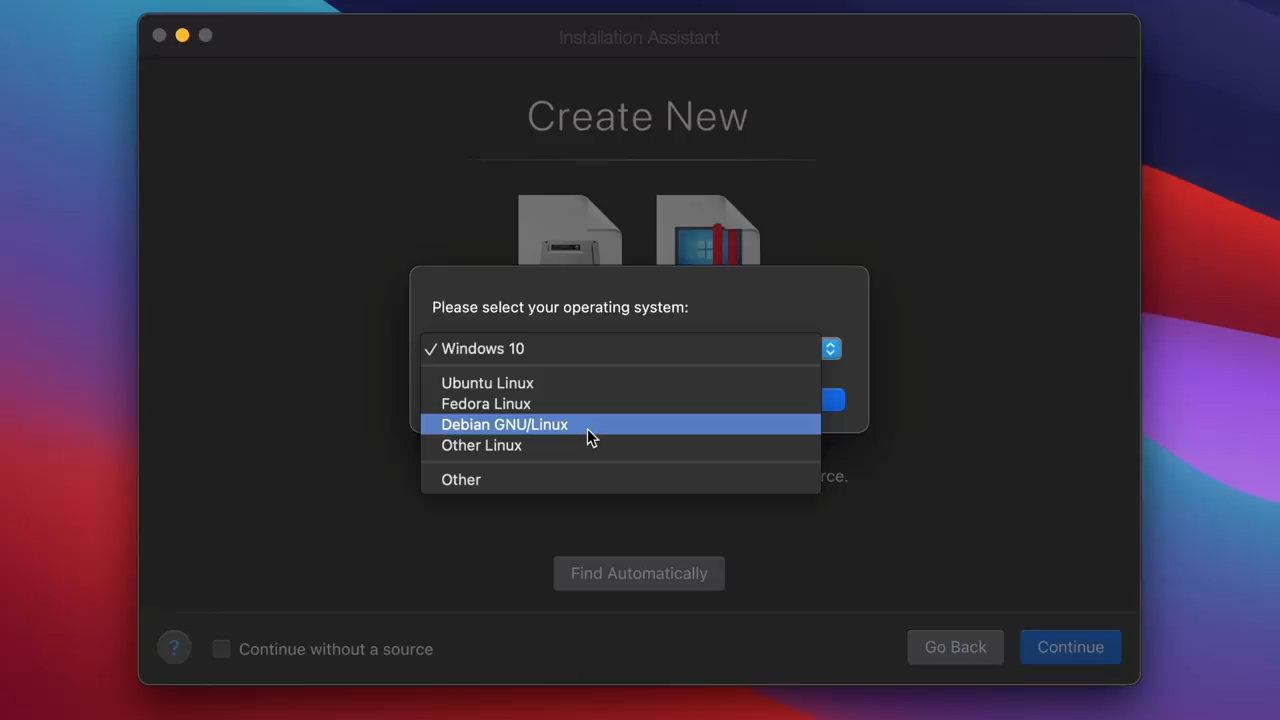 Installation Assistant
Create New
Please select your operating system:
✓ Windows 10
Ubuntu Linux
Fedora Linux
Debian GNU/Linux
Other Linux
rce.
Other
Find Automatically
? Continue without a source
Go Back
Continue